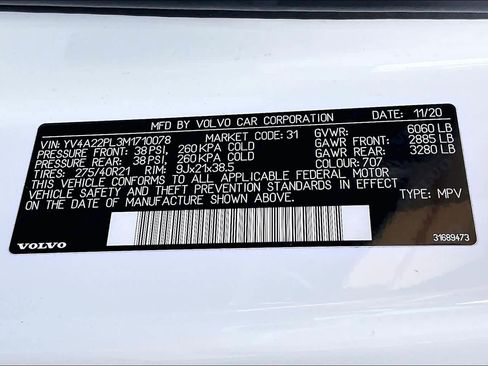 MFD BY VOLVO CAR CORPORATION DATE: 11/20
VIN: YV4A22PL3M1710078 MARKET CODE: 31 GVWR: 6060 LB
PRESSURE FRONT: 38 PSI, 260 KPA COLD GAWR FRONT: 2885 LB
PRESSURE REAR: 38 PSI, 260 KPA COLD GAWR REAR: 3280 LB
TIRES: 275/40R21 RIM: 9Jx21x38.5 COLOUR: 707
THIS VEHICLE CONFORMS TO ALL APPLICABLE FEDERAL MOTOR
VEHICLE SAFETY AND THEFT PREVENTION STANDARDS IN EFFECT
ON THE DATE OF MANUFACTURE SHOWN ABOVE. TYPE: MPV
VOLVO 31689473